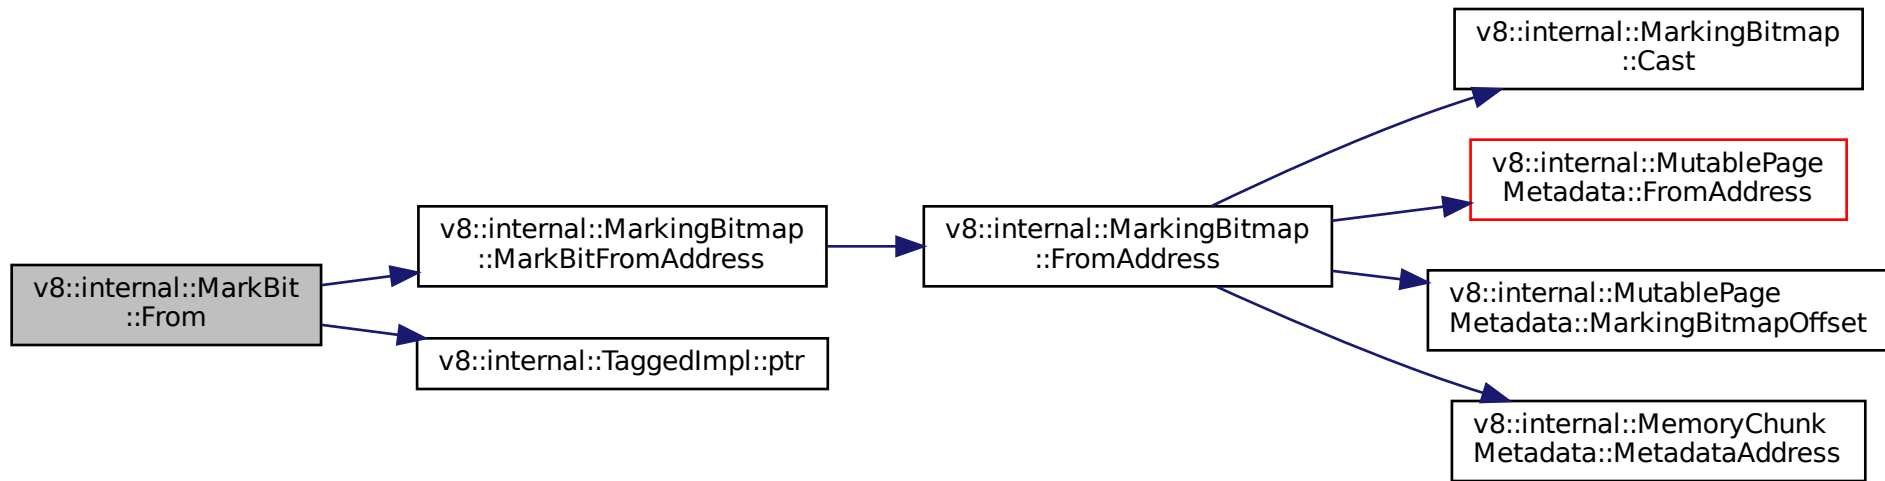 v8::internal::MarkBit
::From
v8::internal::MarkingBitmap
::MarkBitFromAddress
v8::internal::TaggedImpl::ptr
v8::internal::MarkingBitmap
::FromAddress
v8::internal::MarkingBitmap
::Cast
v8::internal::MutablePage
Metadata::FromAddress
v8::internal::MutablePage
Metadata::MarkingBitmapOffset
v8::internal::MemoryChunk
Metadata::MetadataAddress